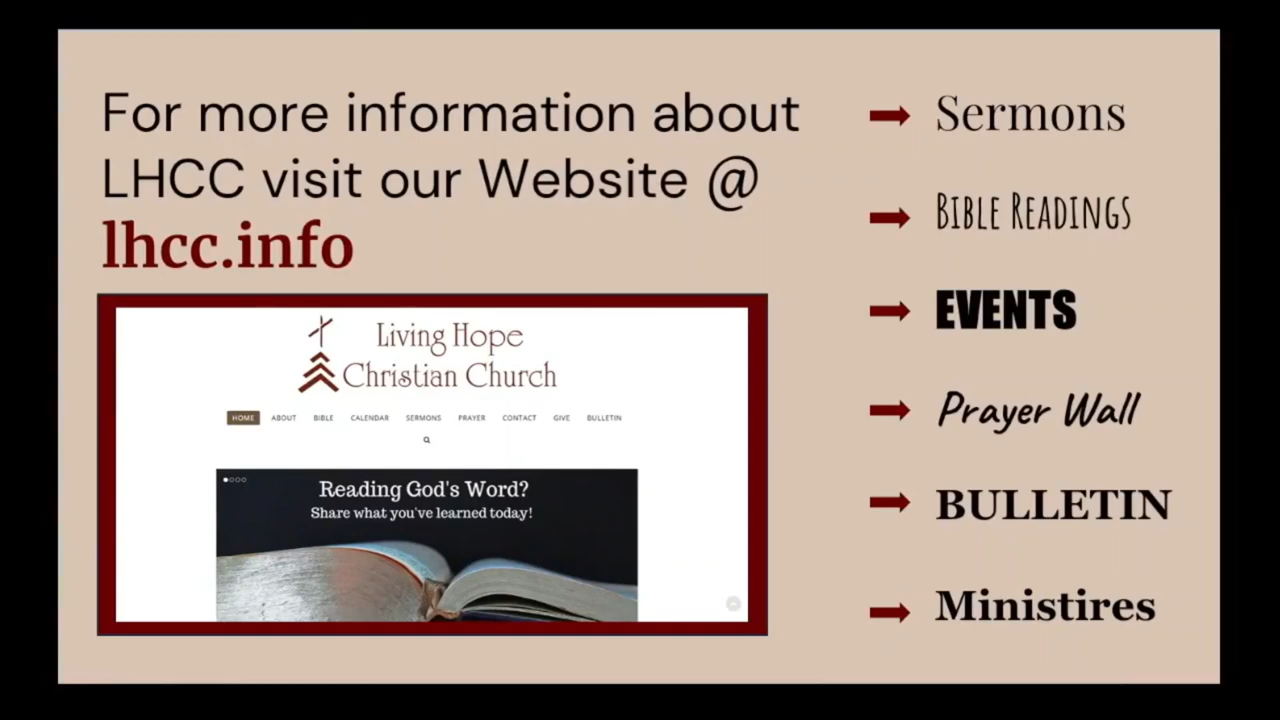 For more information about
LHCC visit our Website @
lhcc.info
Living Hope
Christian Church
HOME ABOUT BIBLE CALENDAR SERMONS PRAYER CONTACT GIVE BULLETIN
Reading God's Word?
Share what you've learned today!
Sermons
BIBLE READINGS
EVENTS
Prayer Wall
BULLETIN
Ministires